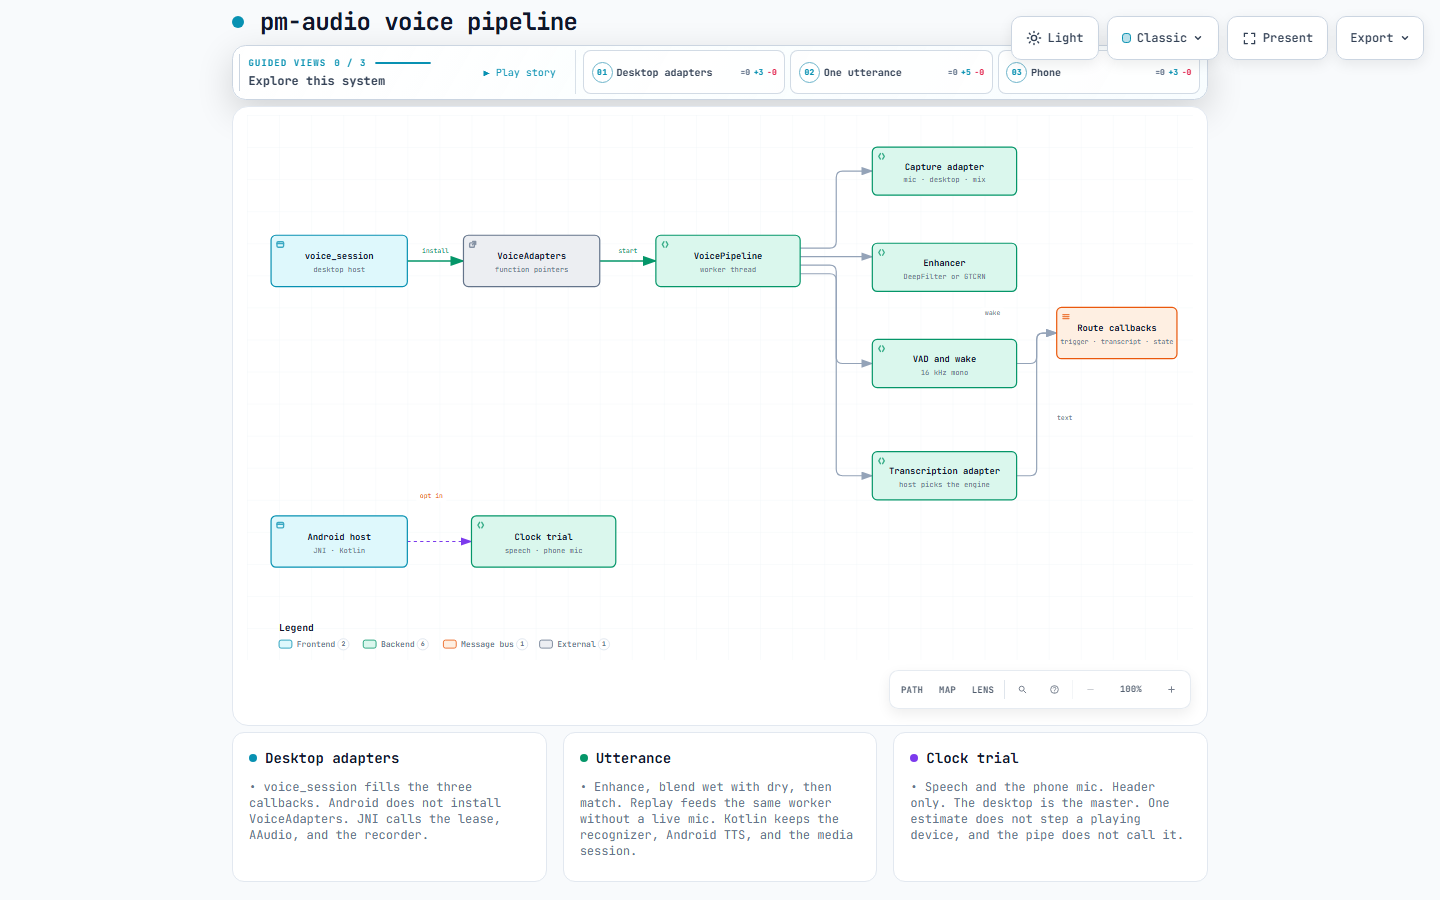 pm-audio voice pipeline
Light
Classic
Present
Export
GUIDED VIEWS 0 / 3
Explore this system
▶ Play story
01 Desktop adapters =0 +3 -0
02 One utterance =0 +5 -0
03 Phone =0 +3 -0
Capture adapter
mic · desktop · mix
voice_session
desktop host
install
VoiceAdapters
function pointers
start
VoicePipeline
worker thread
Enhancer
DeepFilter or GTCRN
wake
Route callbacks
trigger · transcript · state
VAD and wake
16 kHz mono
text
Transcription adapter
host picks the engine
opt in
Android host
JNI · Kotlin
Clock trial
speech · phone mic
Legend
Frontend 2
Backend 6
Message bus 1
External 1
PATH MAP LENS
− 100% +
Desktop adapters
• voice_session fills the three
callbacks. Android does not install
VoiceAdapters. JNI calls the lease,
AAudio, and the recorder.
Utterance
• Enhance, blend wet with dry, then
match. Replay feeds the same worker
without a live mic. Kotlin keeps the
recognizer, Android TTS, and the media
session.
Clock trial
• Speech and the phone mic. Header
only. The desktop is the master. One
estimate does not step a playing
device, and the pipe does not call it.